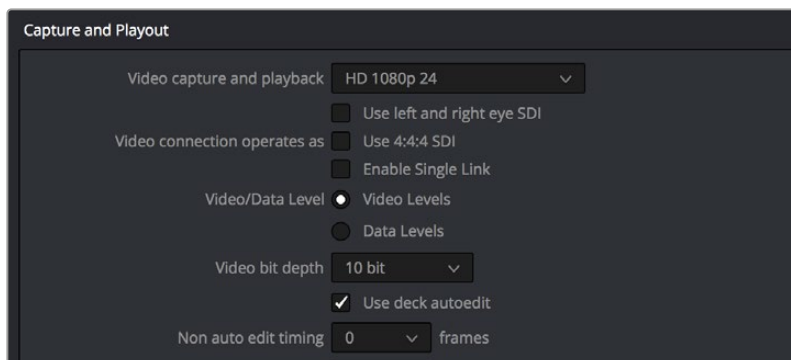 Capture and Playout
Video capture and playback HD 1080p 24
Use left and right eye SDI
Video connection operates as Use 4:4:4 SDI
Enable Single Link
Video/Data Level Video Levels
Data Levels
Video bit depth 10 bit
Use deck autoedit
Non auto edit timing 0 frames